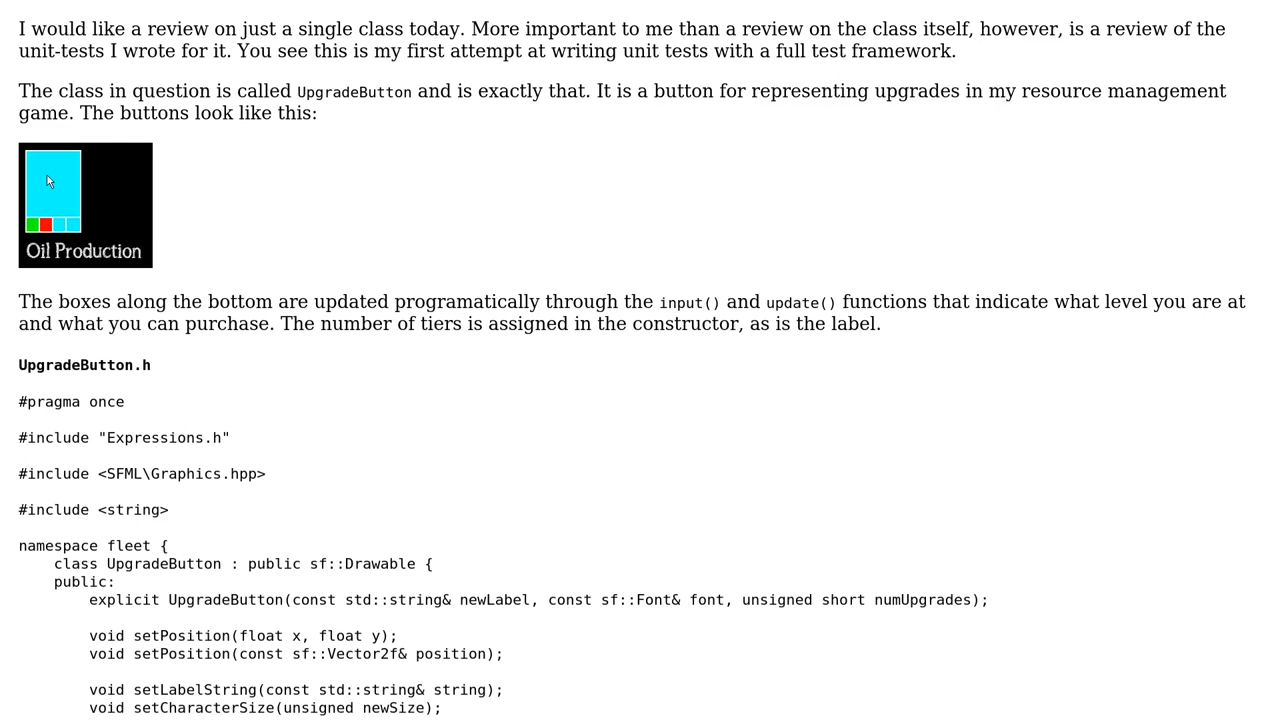 I would like a review on just a single class today. More important to me than a review on the class itself, however, is a review of the
unit-tests I wrote for it. You see this is my first attempt at writing unit tests with a full test framework.
The class in question is called UpgradeButton and is exactly that. It is a button for representing upgrades in my resource management
game. The buttons look like this:
Oil Production
The boxes along the bottom are updated programatically through the input() and update() functions that indicate what level you are at
and what you can purchase. The number of tiers is assigned in the constructor, as is the label.
UpgradeButton.h
#pragma once
#include "Expressions.h"
#include <SFML\Graphics.hpp>
#include <string>
namespace fleet {
    class UpgradeButton : public sf::Drawable {
    public:
        explicit UpgradeButton(const std::string& newLabel, const sf::Font& font, unsigned short numUpgrades);
        void setPosition(float x, float y);
        void setPosition(const sf::Vector2f& position);
        void setLabelString(const std::string& string);
        void setCharacterSize(unsigned newSize);